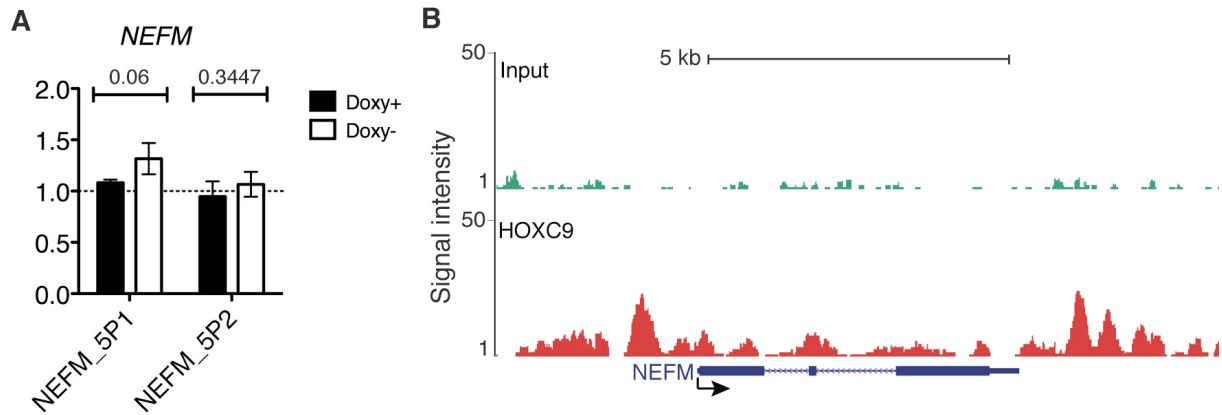 A
NEFM
0.06
0.3447
2.0
1.5
1.0
0.5
0.0
Doxy+
Doxy-
NEFM_5P1
NEFM_5P2
B
Signal intensity
50
Input
5 kb
1
50
HOXC9
1
NEFM